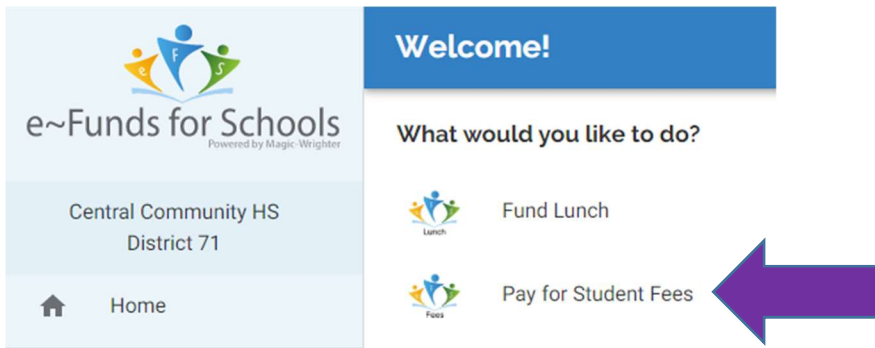 e F S
e~Funds for Schools
Powered by Magic-Wrighter
Central Community HS
District 71
Home
Welcome!
What would you like to do?
Lunch
Fund Lunch
Fees
Pay for Student Fees